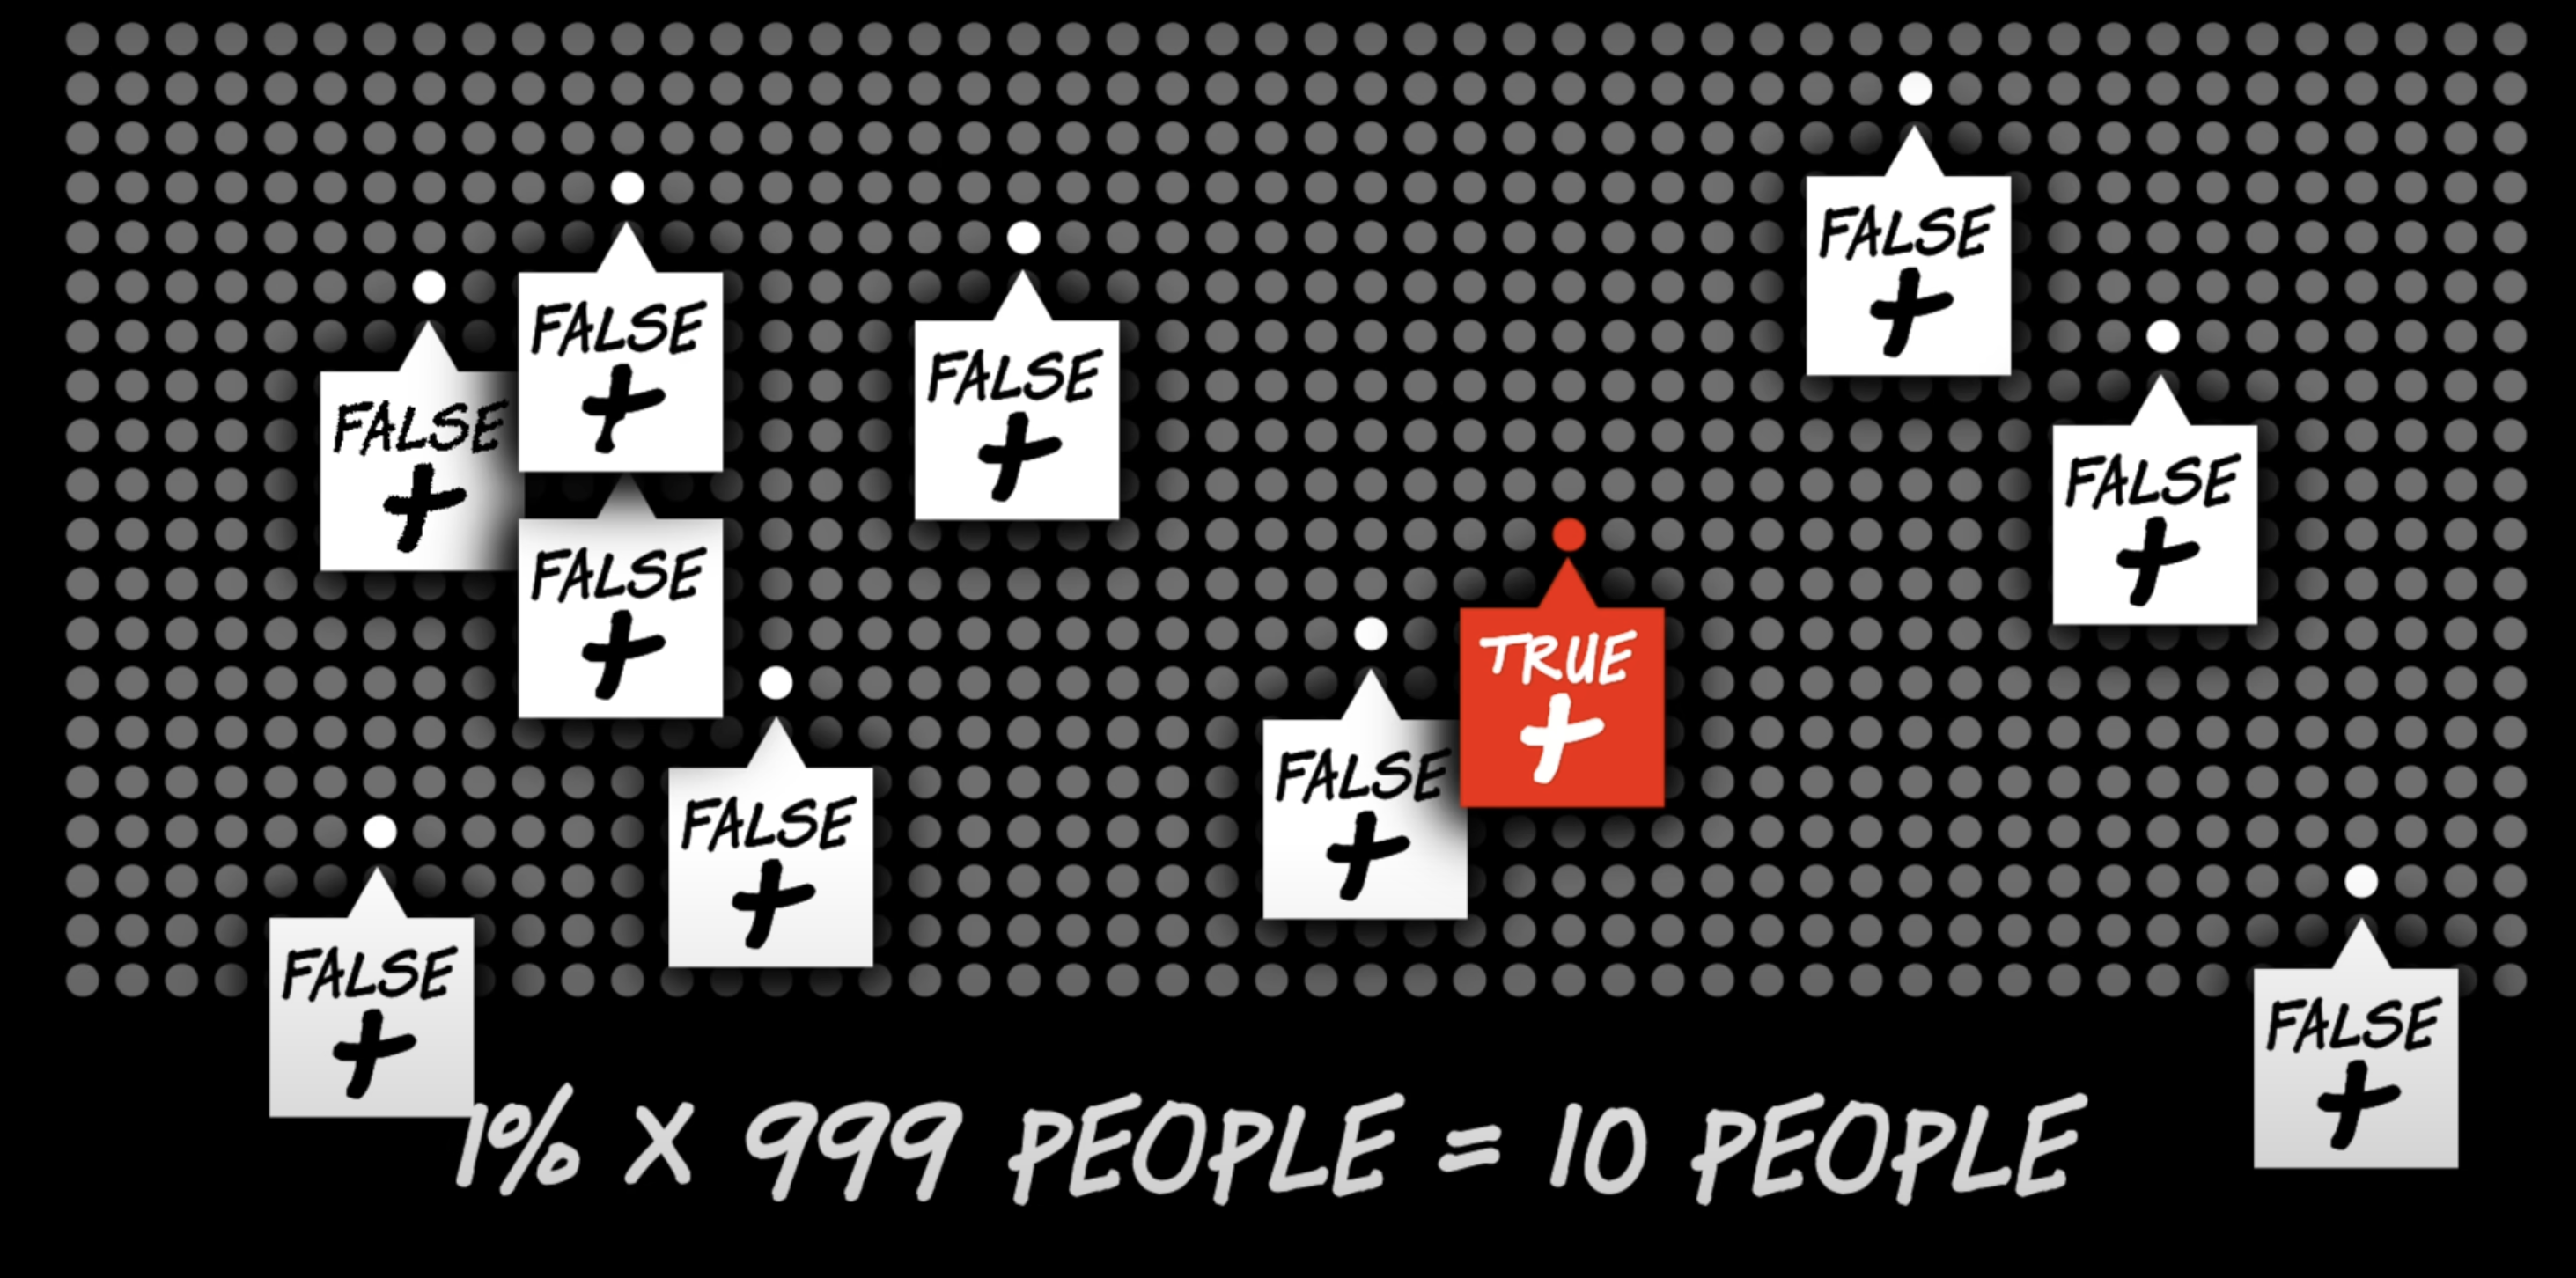 FALSE
+
FALSE
+
FALSE
+
FALSE
+
FALSE
+
FALSE
+
FALSE
+
TRUE
+
FALSE
+
FALSE
+
FALSE
+
1% X 999 PEOPLE = 10 PEOPLE